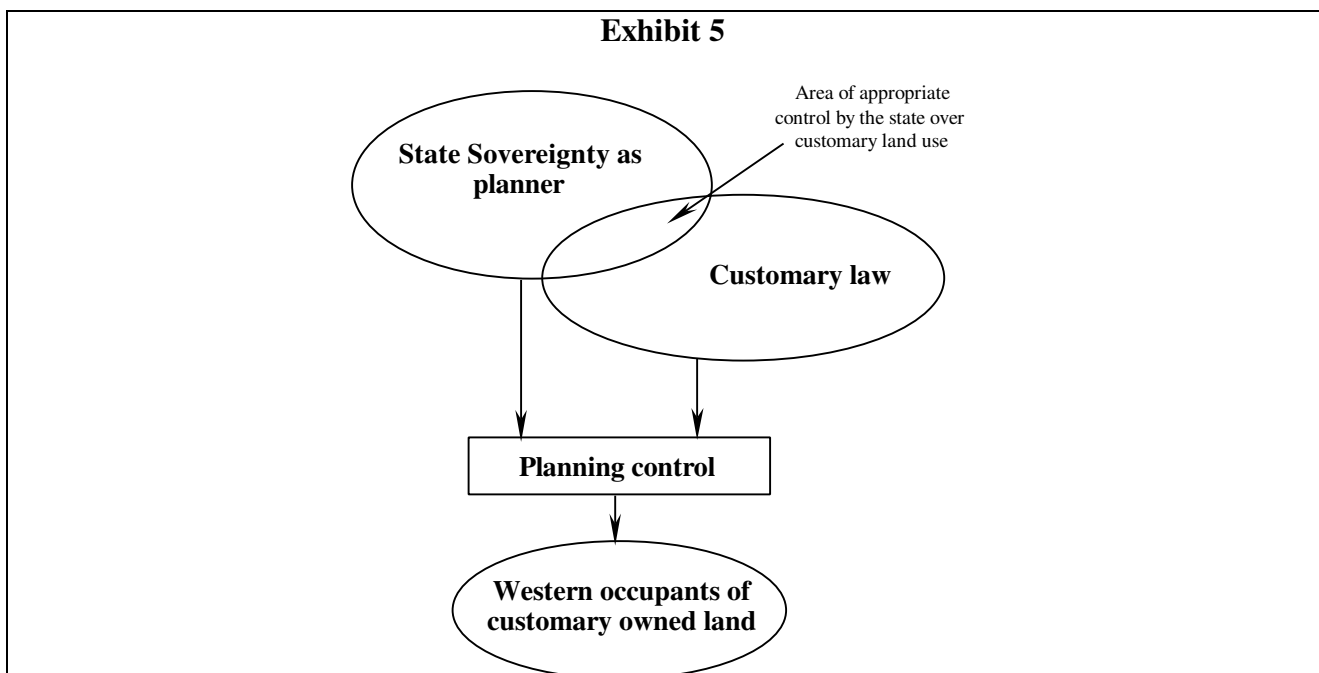 Exhibit 5
Area of appropriate
control by the state over
customary land use
State Sovereignty as
planner
Customary law
Planning control
Western occupants of
customary owned land